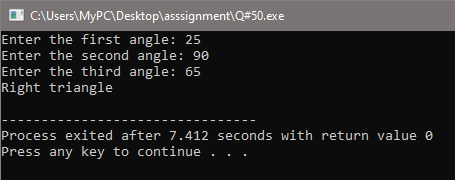 C:\Users\MyPC\Desktop\asssignment\Q#50.exe
Enter the first angle: 25
Enter the second angle: 90
Enter the third angle: 65
Right triangle
--------------------------------
Process exited after 7.412 seconds with return value 0
Press any key to continue . . .